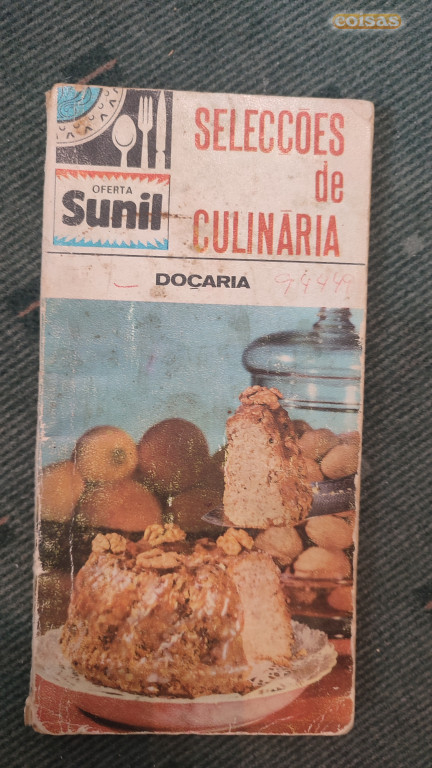 coisas
SELECÇÕES
de
CULINÁRIA
OFERTA
Sunil
DOÇARIA